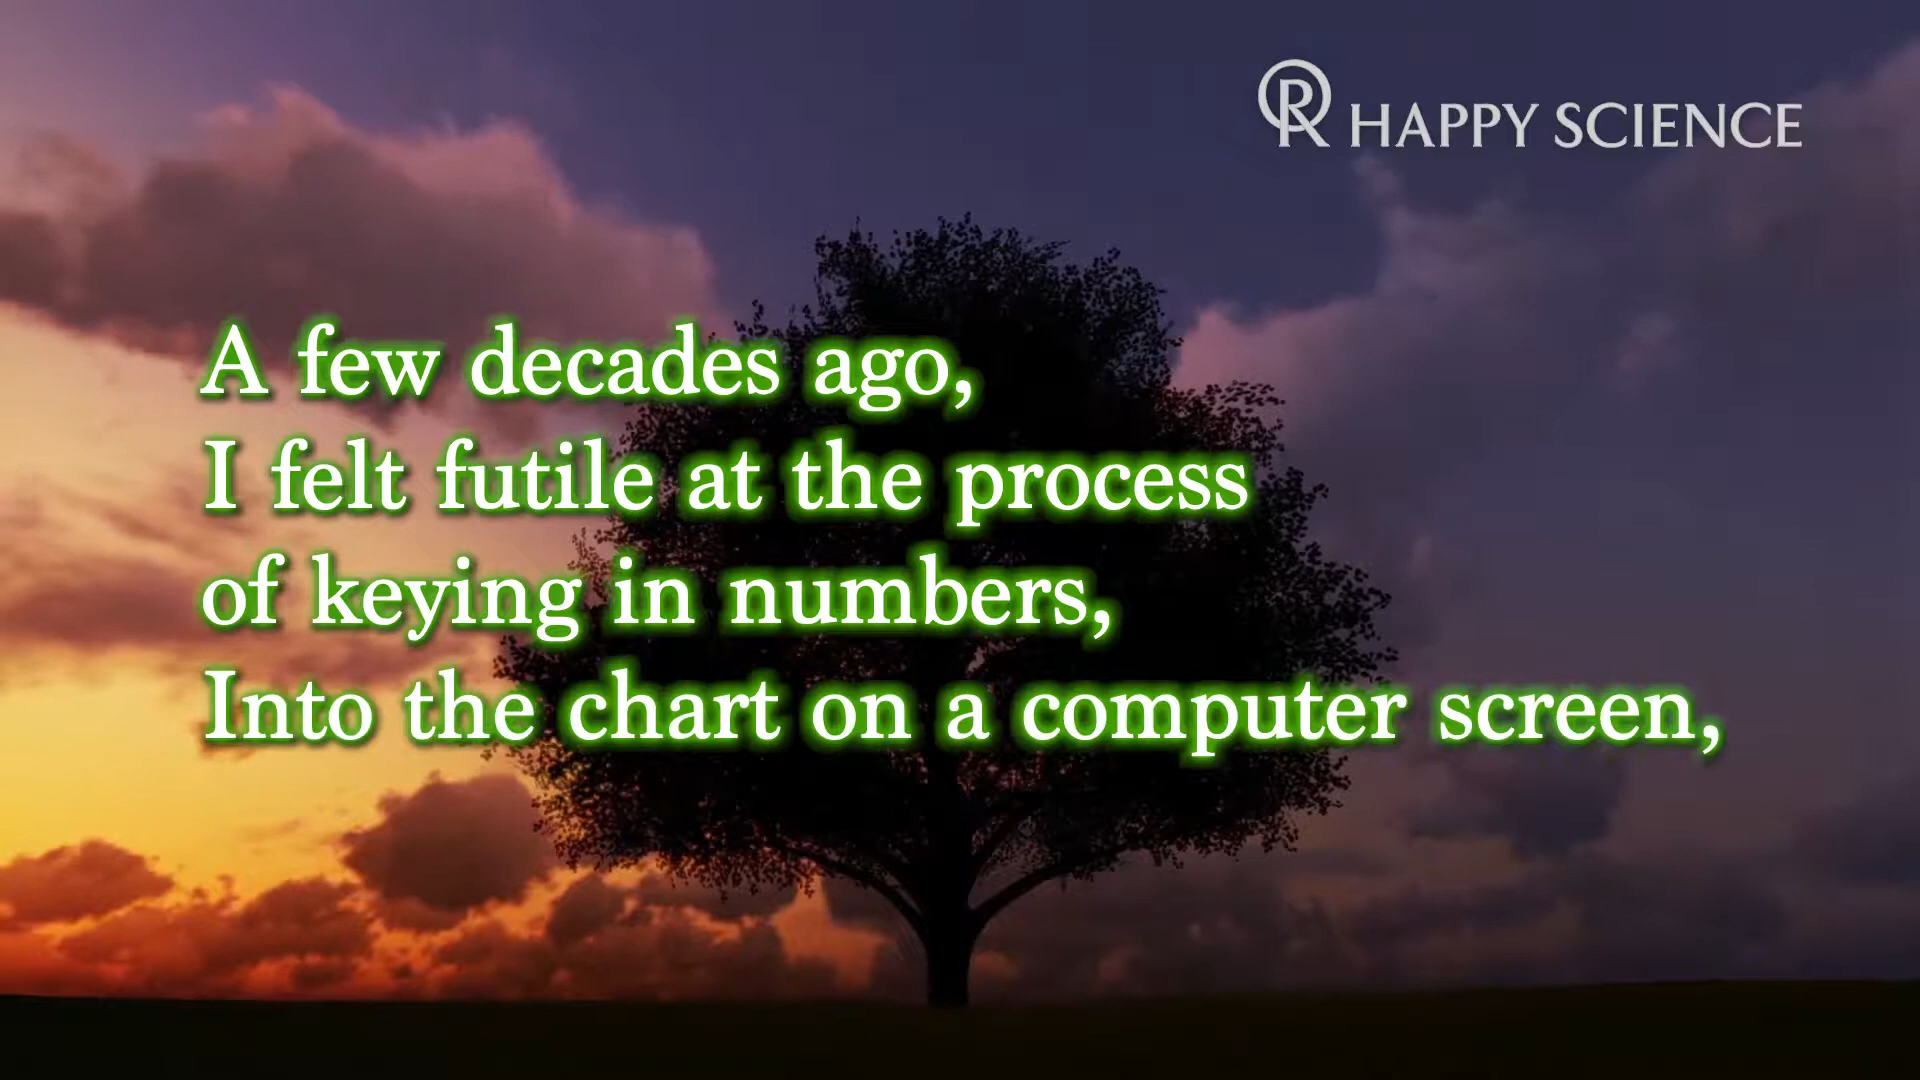 HAPPY SCIENCE
A few decades ago,
I felt futile at the process
of keying in numbers,
Into the chart on a computer screen,